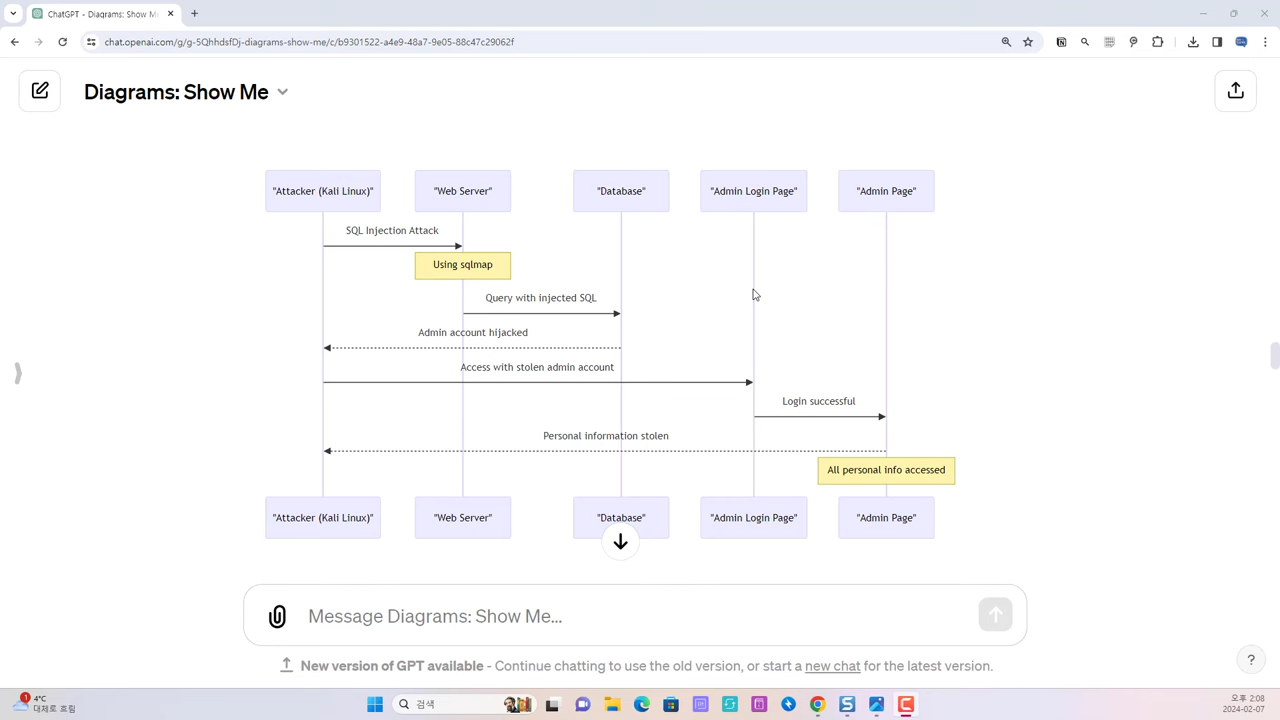 ChatGPT - Diagrams: Show Me
chat.openai.com/g/g-5QhhdsfDj-diagrams-show-me/c/b9301522-a4e9-48a7-9e05-88c47c29062f
Diagrams: Show Me
"Attacker (Kali Linux)" "Web Server" "Database" "Admin Login Page" "Admin Page"
SQL Injection Attack
Using sqlmap
Query with injected SQL
Admin account hijacked
Access with stolen admin account
Login successful
Personal information stolen
All personal info accessed
"Attacker (Kali Linux)" "Web Server" "Database" "Admin Login Page" "Admin Page"
Message Diagrams: Show Me...
New version of GPT available - Continue chatting to use the old version, or start a new chat for the latest version.
?
1
4°C
대체로 흐림
검색
오후 2:08
2024-02-07